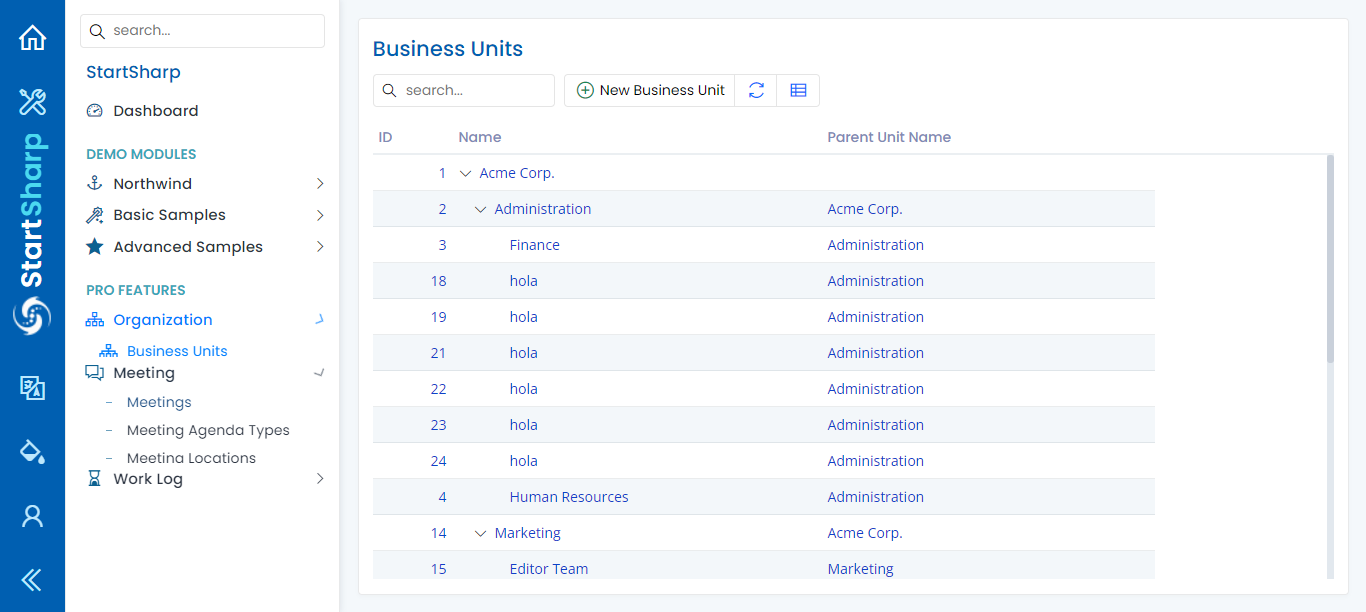 StartSharp
search...
StartSharp
Dashboard
DEMO MODULES
Northwind
Basic Samples
Advanced Samples
PRO FEATURES
Organization
Business Units
Meeting
Meetings
Meeting Agenda Types
Meeting Locations
Work Log
Business Units
search...
New Business Unit
ID Name Parent Unit Name
1 Acme Corp.
2 Administration Acme Corp.
3 Finance Administration
18 hola Administration
19 hola Administration
21 hola Administration
22 hola Administration
23 hola Administration
24 hola Administration
4 Human Resources Administration
14 Marketing Acme Corp.
15 Editor Team Marketing